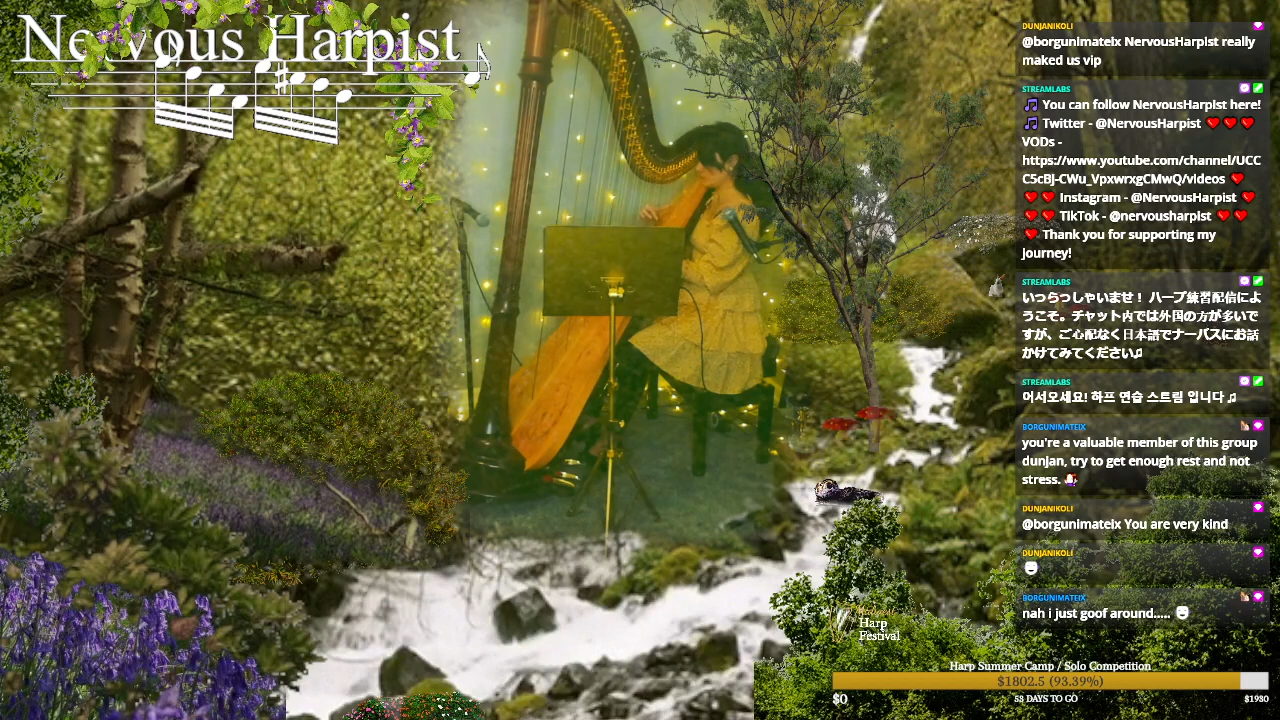 Nervous Harpist
DUNJANIKOLI
@borgunimateix NervousHarpist really
maked us vip
STREAMLABS
You can follow NervousHarpist here!
Twitter - @NervousHarpist
VODs -
https://www.youtube.com/channel/UCC
C5cBJ-CWu_VpxwrxgCMwQ/videos
Instagram - @NervousHarpist
TikTok - @nervousharpist
Thank you for supporting my
journey!
STREAMLABS
いっらっしゃいませ！ ハープ練習配信によ
うこそ。チャット内では外国の方が多いで
すが、ご心配なく日本語でナーバスにお話
かけてみてください♫
STREAMLABS
어서오세요! 하프 연습 스트림 입니다 ♫
BORGUNIMATEIX
you're a valuable member of this group
dunjan, try to get enough rest and not
stress.
DUNJANIKOLI
@borgunimateix You are very kind
DUNJANIKOLI
BORGUNIMATEIX
nah i just goof around.....
Harp
Festival
Harp Summer Camp / Solo Competition
$1802.5 (93.39%)
$0 53 DAYS TO GO $1930